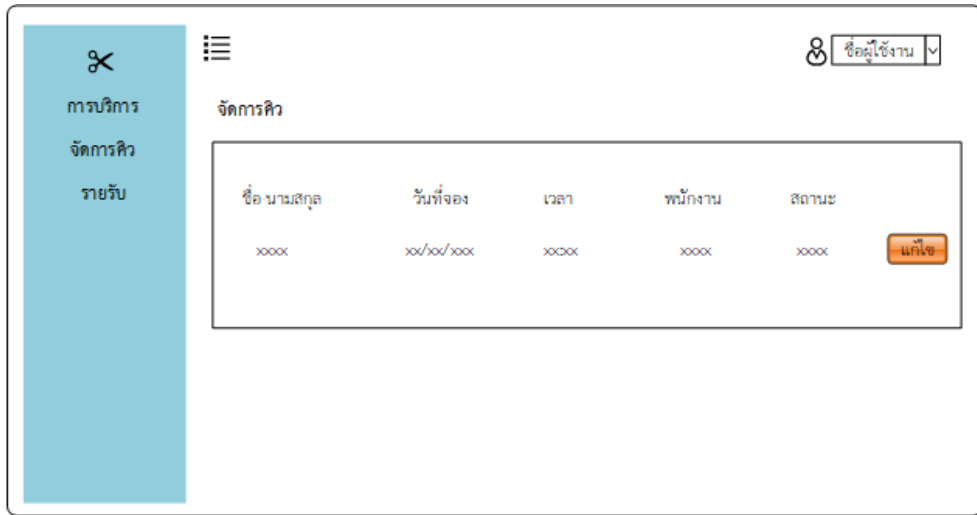 ชื่อผู้ใช้งาน
การบริการ
จัดการคิว
รายรับ
จัดการคิว
ชื่อ-นามสกุล วันที่จอง เวลา พนักงาน สถานะ
xxxx xx/xx/xxx xx:xx xxxx xxxx แก้ไข